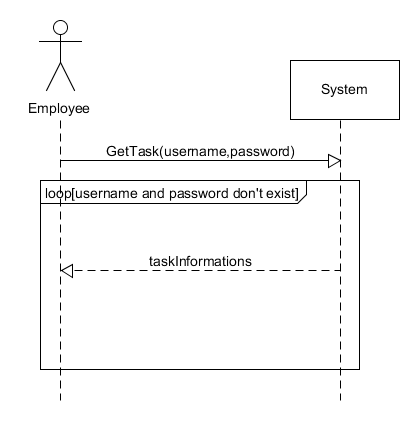 Employee
System
GetTask(username,password)
loop[username and password don't exist]
taskInformations